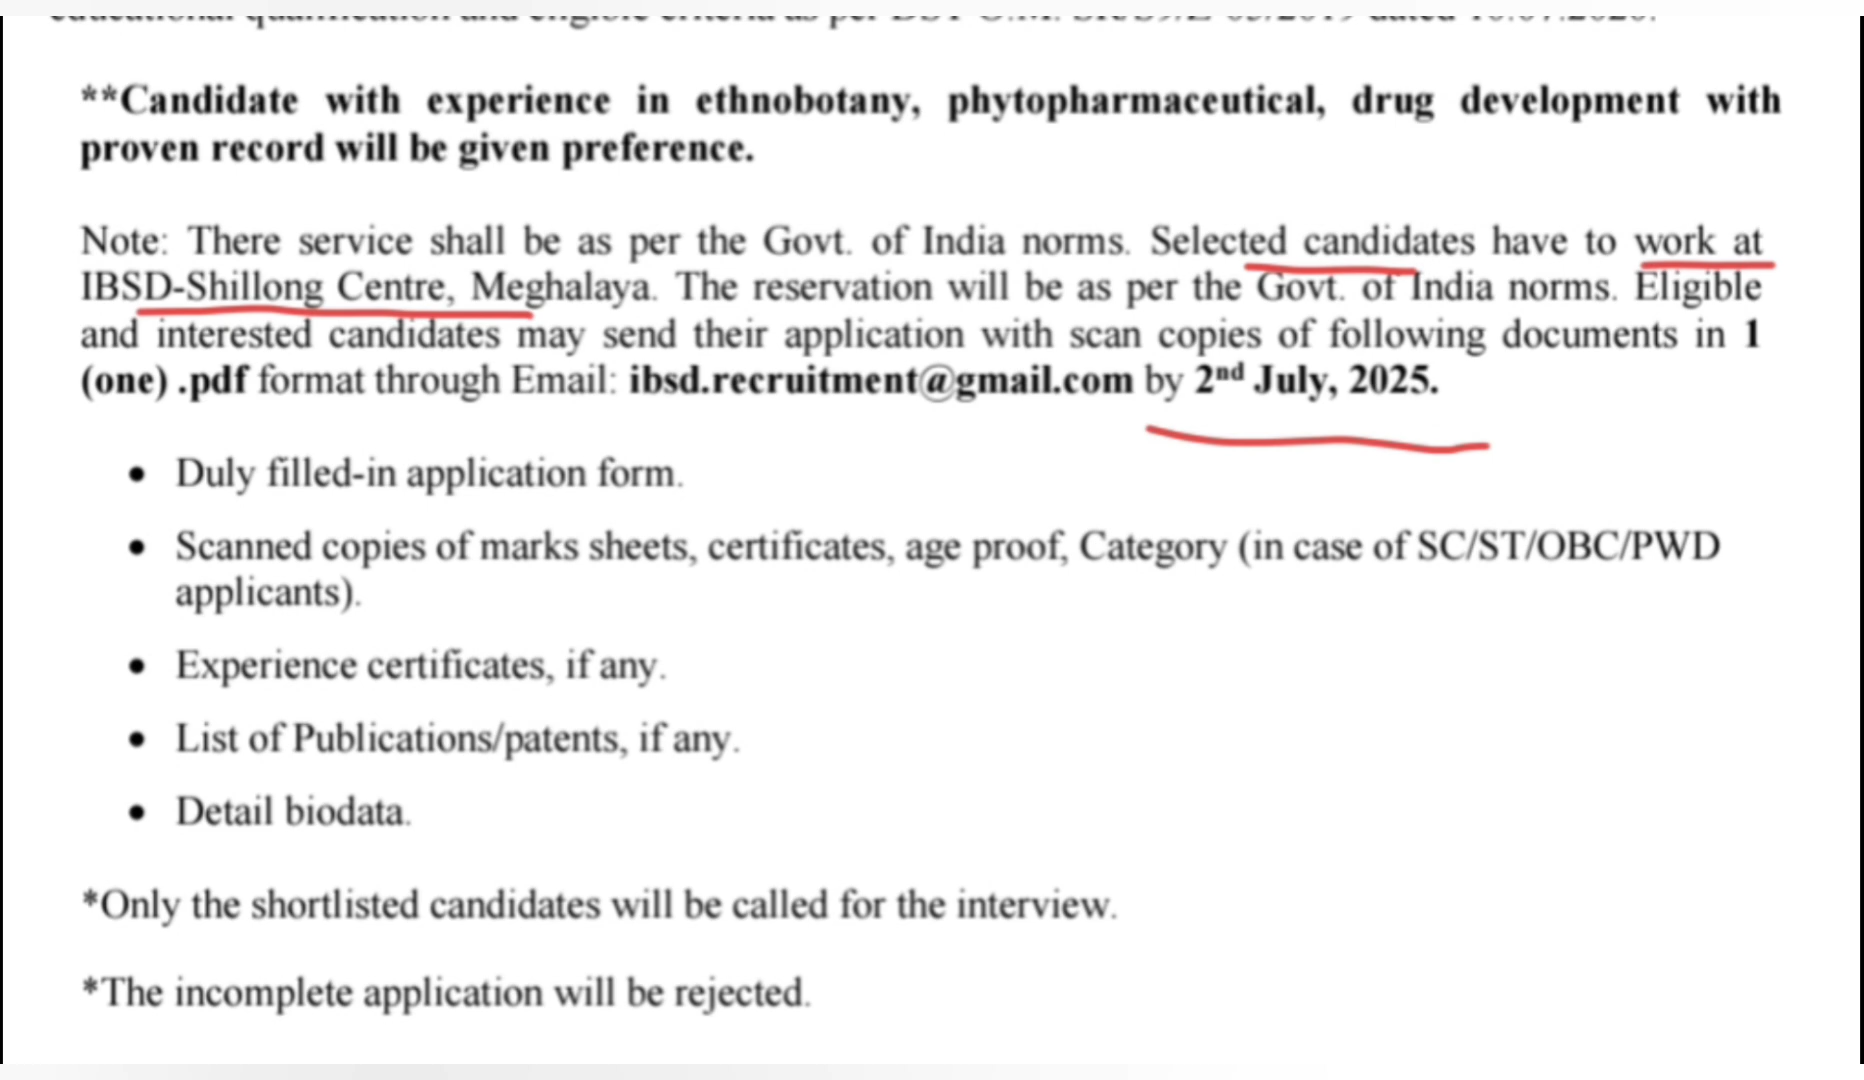 **Candidate with experience in ethnobotany, phytopharmaceutical, drug development with
proven record will be given preference.
Note: There service shall be as per the Govt. of India norms. Selected candidates have to work at
IBSD-Shillong Centre, Meghalaya. The reservation will be as per the Govt. of India norms. Eligible
and interested candidates may send their application with scan copies of following documents in 1
(one) .pdf format through Email: ibsd.recruitment@gmail.com by 2nd July, 2025.
• Duly filled-in application form.
• Scanned copies of marks sheets, certificates, age proof, Category (in case of SC/ST/OBC/PWD
applicants).
• Experience certificates, if any.
• List of Publications/patents, if any.
• Detail biodata.
*Only the shortlisted candidates will be called for the interview.
*The incomplete application will be rejected.